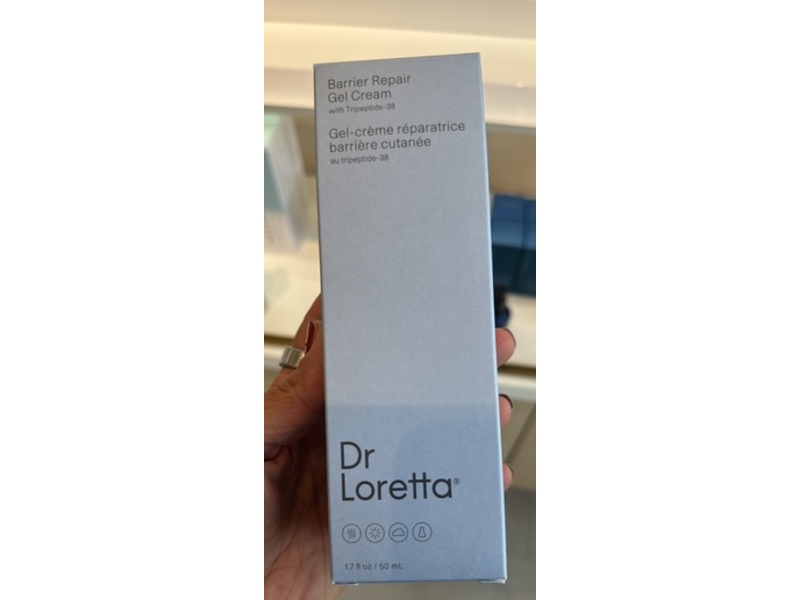 Barrier Repair
Gel Cream
with Tripeptide-38
Gel-crème réparatrice
barrière cutanée
au tripeptide-38
Dr
Loretta®
1.7 fl oz / 50 mL